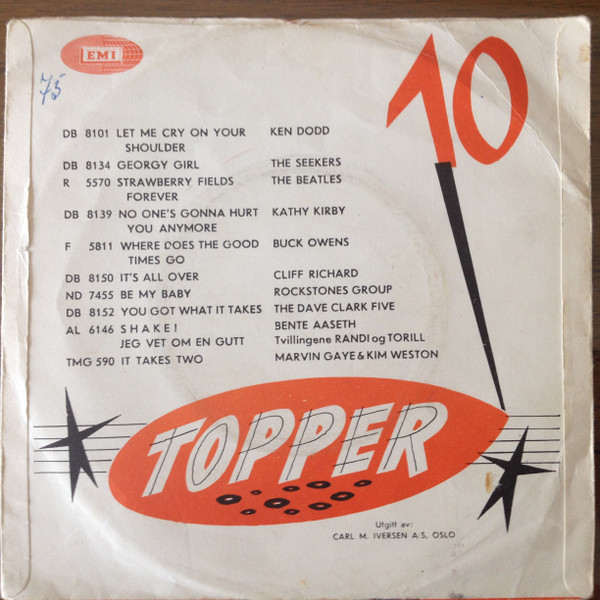 EMI
75
10
DB 8101 LET ME CRY ON YOUR SHOULDER KEN DODD
DB 8134 GEORGY GIRL THE SEEKERS
R 5570 STRAWBERRY FIELDS FOREVER THE BEATLES
DB 8139 NO ONE'S GONNA HURT YOU ANYMORE KATHY KIRBY
F 5811 WHERE DOES THE GOOD TIMES GO BUCK OWENS
DB 8150 IT'S ALL OVER CLIFF RICHARD
ND 7455 BE MY BABY ROCKSTONES GROUP
DB 8152 YOU GOT WHAT IT TAKES THE DAVE CLARK FIVE
AL 6146 SHAKE! BENTE AASETH
JEG VET OM EN GUTT Tvillingene RANDI og TORILL
TMG 590 IT TAKES TWO MARVIN GAYE & KIM WESTON
TOPPER
Utgitt av:
CARL M. IVERSEN A-S, OSLO